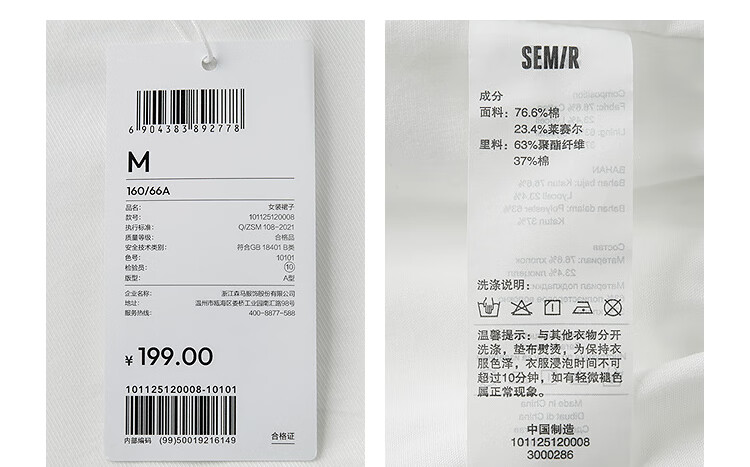 6 904383 892778
M
160/66A
品名: 女装裙子
款号: 101125120008
执行标准: Q/ZSM 108-2021
质量等级: 合格品
安全技术类别: 符合GB 18401 B类
色号: 10101
检验员: 10
版型: A型
企业名称: 浙江森马服饰股份有限公司
地址: 温州市瓯海区娄桥工业园南汇路98号
服务热线: 400-8877-588
¥ 199.00
101125120008-10101
内部编码 (99)50019216149
合格证
SEMIR
成分
面料: 76.6%棉
23.4%莱赛尔
里料: 63%聚酯纤维
37%棉
洗涤说明:
温馨提示: 与其他衣物分开
洗涤, 垫布熨烫, 为保持衣
服色泽, 衣服浸泡时间不可
超过10分钟, 如有轻微褪色
属正常现象。
中国制造
101125120008
3000286